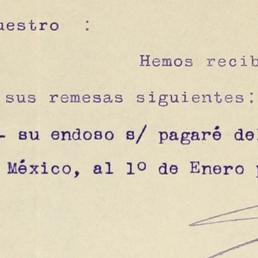 uestro :
Hemos recib
sus remesas siguientes:
- su endoso s/ pagaré del
México, al 1º de Enero